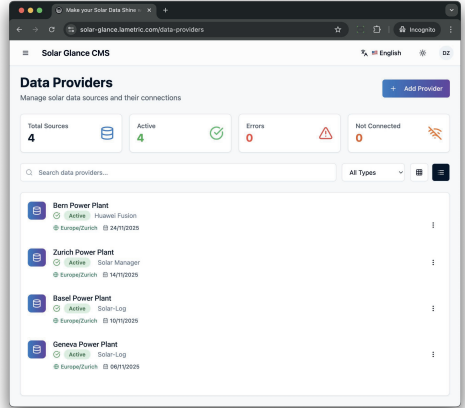 Make your Solar Data Shine –
solar-glance.lametric.com/data-providers
Incognito
Solar Glance CMS
English
DZ
Data Providers
Manage solar data sources and their connections
+ Add Provider
Total Sources
4
Active
4
Errors
0
Not Connected
0
Search data providers...
All Types
Bern Power Plant
Active Huawei Fusion
Europe/Zurich 24/11/2025
Zurich Power Plant
Active Solar Manager
Europe/Zurich 14/11/2025
Basel Power Plant
Active Solar-Log
Europe/Zurich 10/11/2025
Geneva Power Plant
Active Solar-Log
Europe/Zurich 06/11/2025